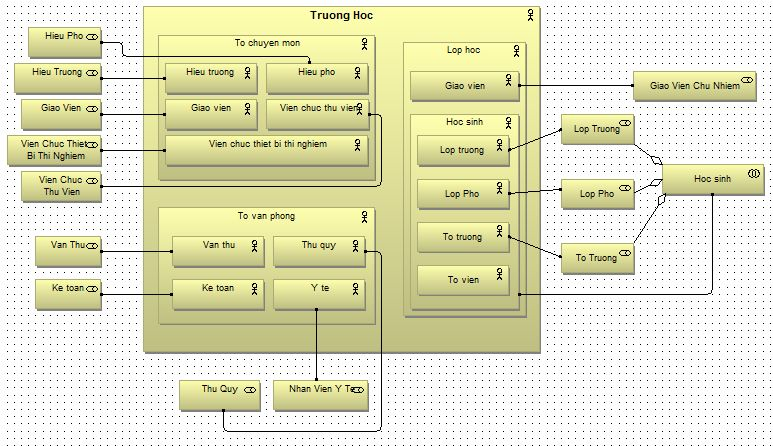 Truong Hoc
Hieu Pho
Hieu Truong
Giao Vien
Vien Chuc Thiet
Bi Thi Nghiem
Vien Chuc
Thu Vien
Van Thu
Ke toan
To chuyen mon
Hieu truong
Hieu pho
Giao vien
Vien chuc thu vien
Vien chuc thiet bi thi nghiem
To van phong
Van thu
Thu quy
Ke toan
Y te
Lop hoc
Giao vien
Hoc sinh
Lop truong
Lop Pho
To truong
To vien
Giao Vien Chu Nhiem
Lop Truong
Lop Pho
To Truong
Hoc sinh
Thu Quy
Nhan Vien Y Te